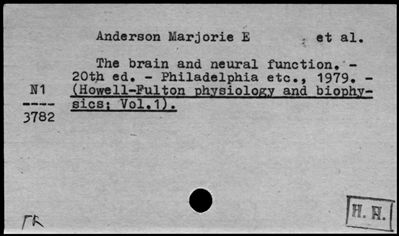 Anderson Marjorie E et al.
The brain and neural function. -
20th ed. - Philadelphia etc., 1979. -
(Howell-Fulton physiology and biophy-
sics; Vol.1).
N1
----
3782
H. H.